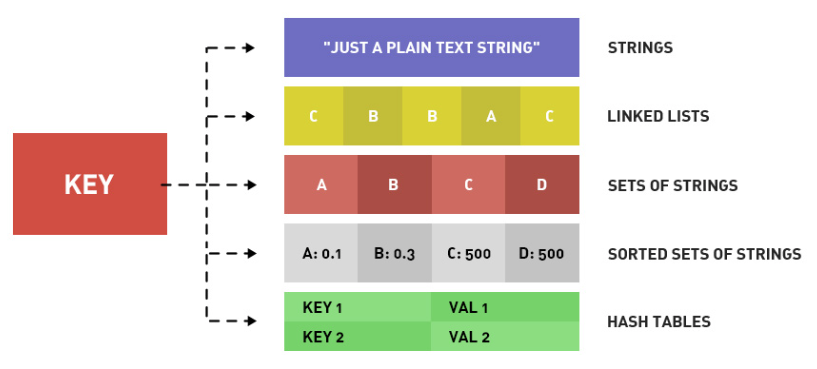 KEY
"JUST A PLAIN TEXT STRING" STRINGS
C B B A C LINKED LISTS
A B C D SETS OF STRINGS
A: 0.1 B: 0.3 C: 500 D: 500 SORTED SETS OF STRINGS
KEY 1 VAL 1
KEY 2 VAL 2
HASH TABLES